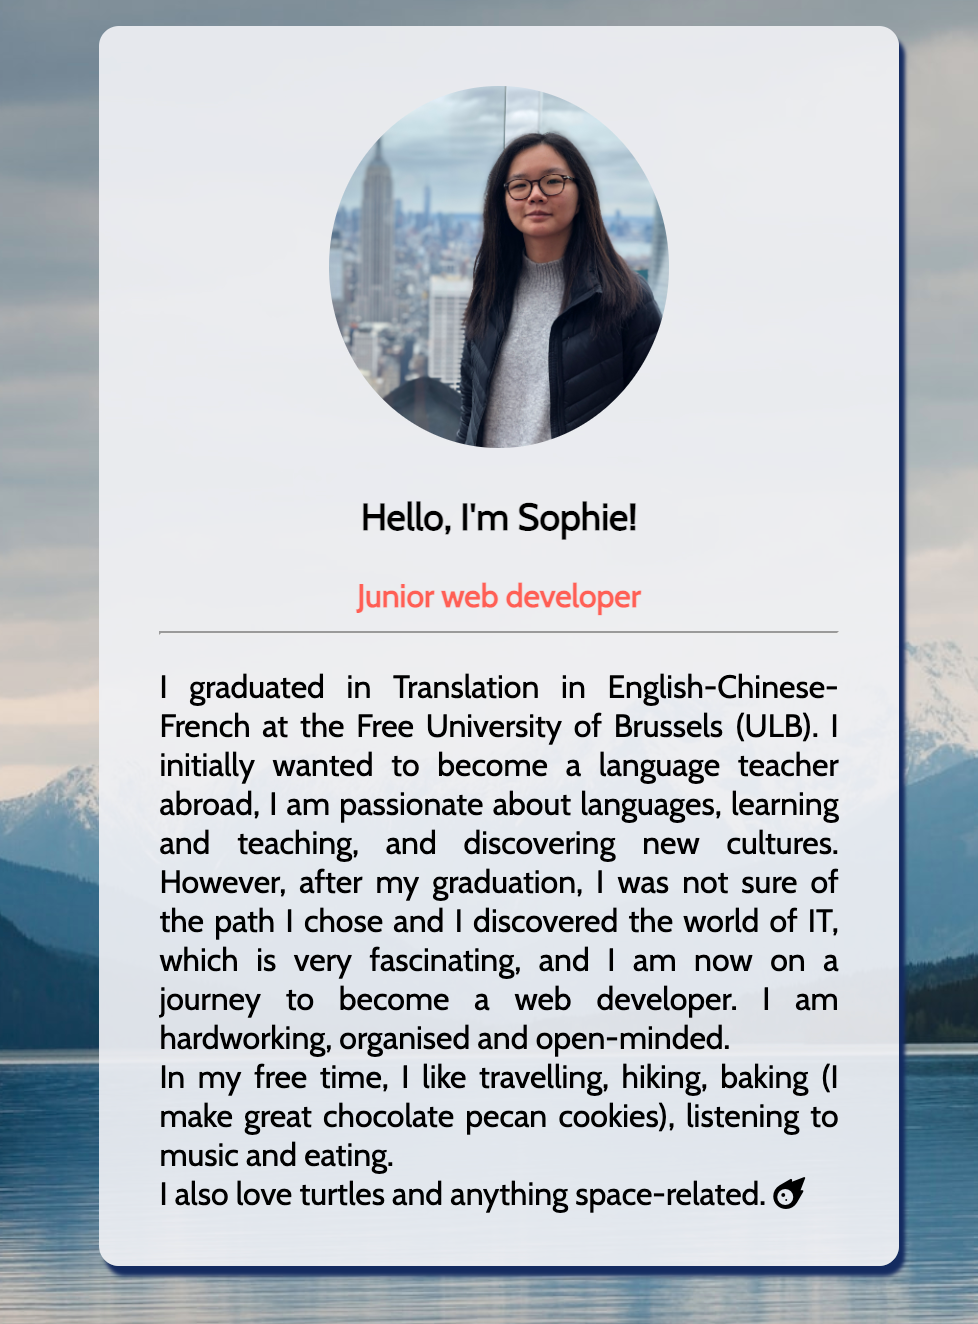 Hello, I'm Sophie!
Junior web developer
I graduated in Translation in English-Chinese-
French at the Free University of Brussels (ULB). I
initially wanted to become a language teacher
abroad, I am passionate about languages, learning
and teaching, and discovering new cultures.
However, after my graduation, I was not sure of
the path I chose and I discovered the world of IT,
which is very fascinating, and I am now on a
journey to become a web developer. I am
hardworking, organised and open-minded.
In my free time, I like travelling, hiking, baking (I
make great chocolate pecan cookies), listening to
music and eating.
I also love turtles and anything space-related.